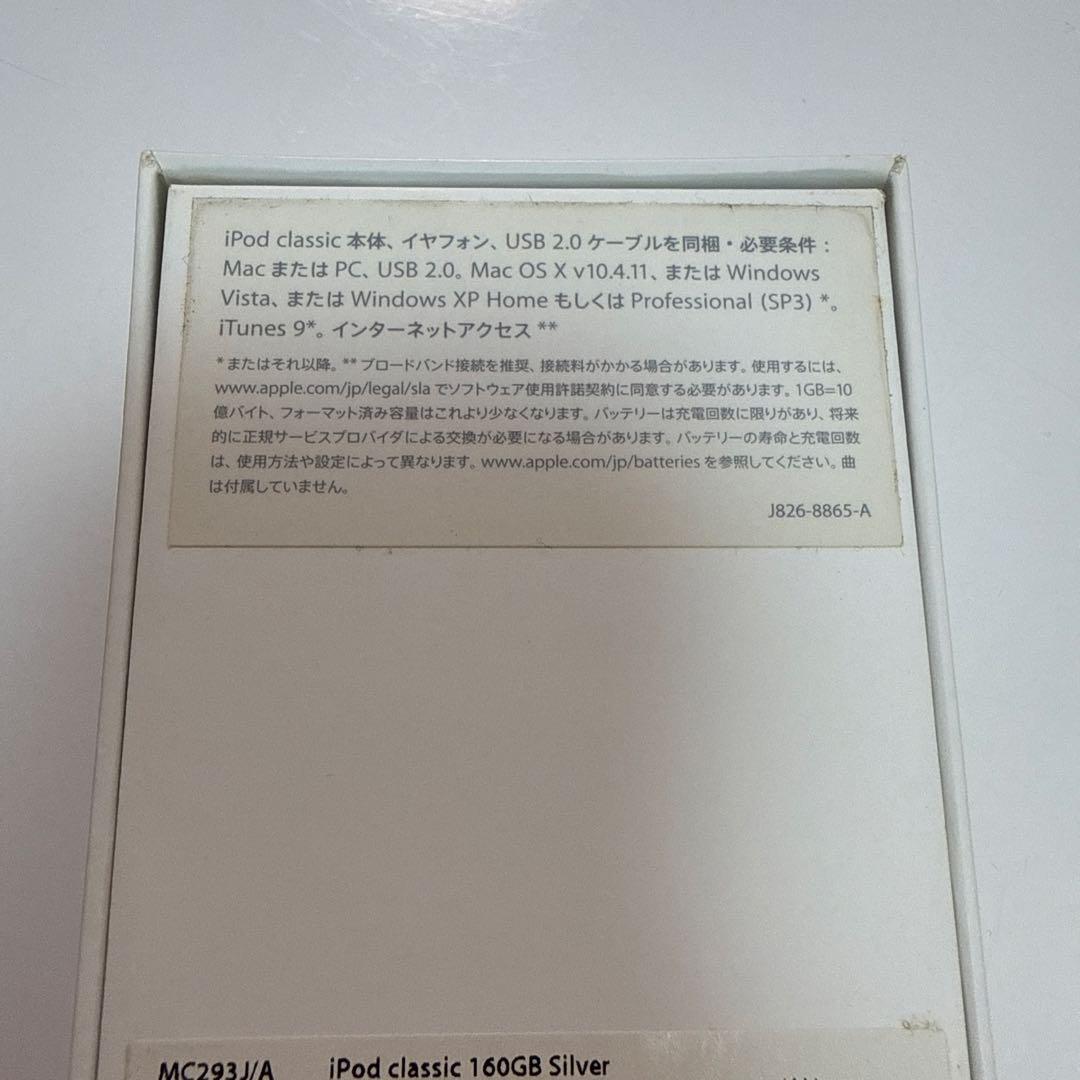 iPod classic 本体、イヤフォン、USB 2.0 ケーブルを同梱・必要条件：
Mac または PC、USB 2.0。Mac OS X v10.4.11、または Windows
Vista、または Windows XP Home もしくは Professional (SP3) *。
iTunes 9*。インターネットアクセス **
* またはそれ以降。** ブロードバンド接続を推奨、接続料がかかる場合があります。使用するには、
www.apple.com/jp/legal/sla でソフトウェア使用許諾契約に同意する必要があります。1GB=10
億バイト、フォーマット済み容量はこれより少なくなります。バッテリーは充電回数に限りがあり、将来
的に正規サービスプロバイダによる交換が必要になる場合があります。バッテリーの寿命と充電回数
は、使用方法や設定によって異なります。www.apple.com/jp/batteries を参照してください。曲
は付属していません。
J826-8865-A
MC293J/A iPod classic 160GB Silver